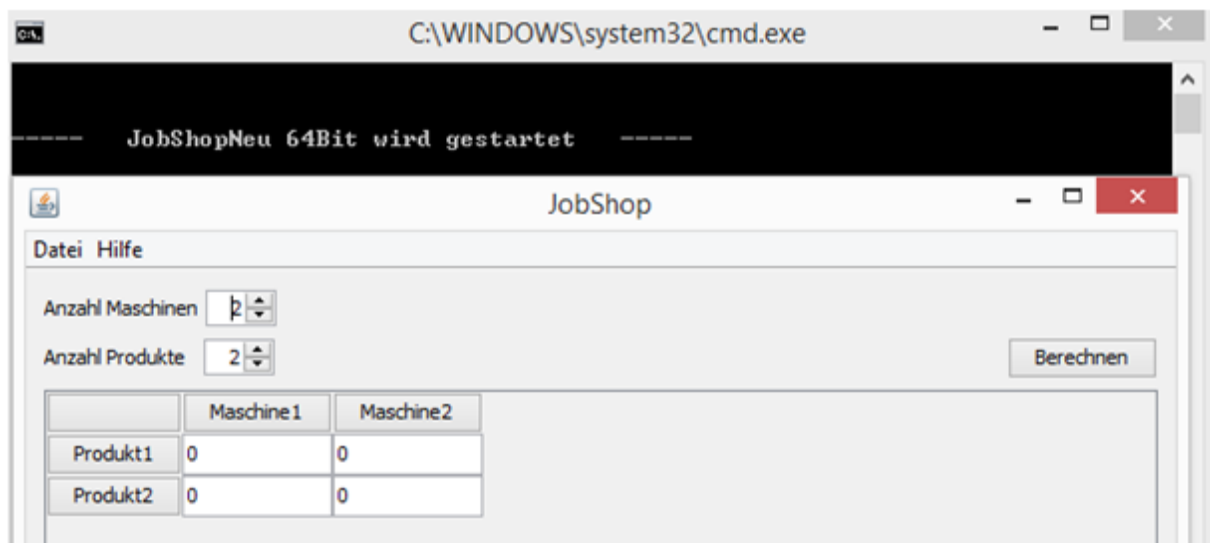 C:\WINDOWS\system32\cmd.exe
----- JobShopNeu 64Bit wird gestartet -----
JobShop
Datei Hilfe
Anzahl Maschinen 2
Anzahl Produkte 2
Berechnen
Maschine1 Maschine2
Produkt1 0 0
Produkt2 0 0